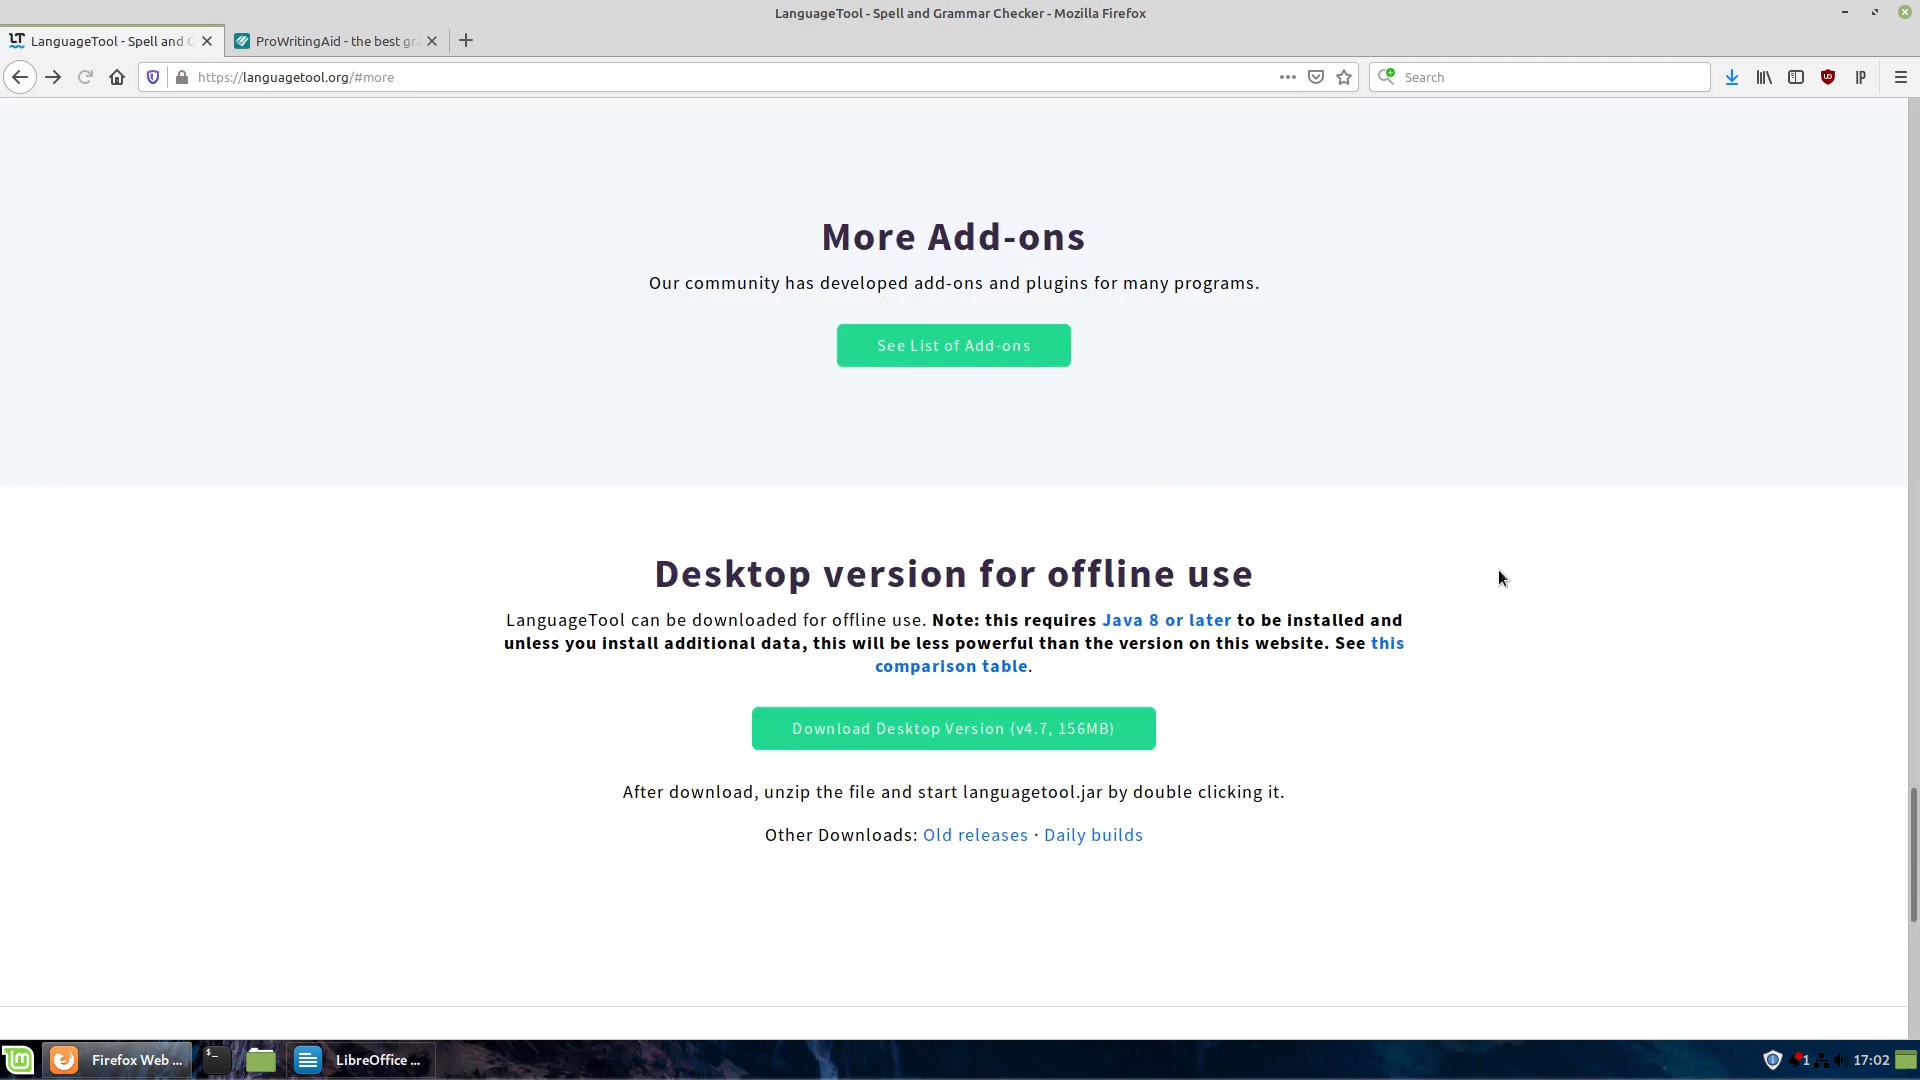 LanguageTool - Spell and Grammar Checker - Mozilla Firefox
LanguageTool - Spell and C
ProWritingAid - the best gra
https://languagetool.org/#more
Search
More Add-ons
Our community has developed add-ons and plugins for many programs.
See List of Add-ons
Desktop version for offline use
LanguageTool can be downloaded for offline use. Note: this requires Java 8 or later to be installed and
unless you install additional data, this will be less powerful than the version on this website. See this
comparison table.
Download Desktop Version (v4.7, 156MB)
After download, unzip the file and start languagetool.jar by double clicking it.
Other Downloads: Old releases · Daily builds
Firefox Web ...
LibreOffice ...
1
17:02